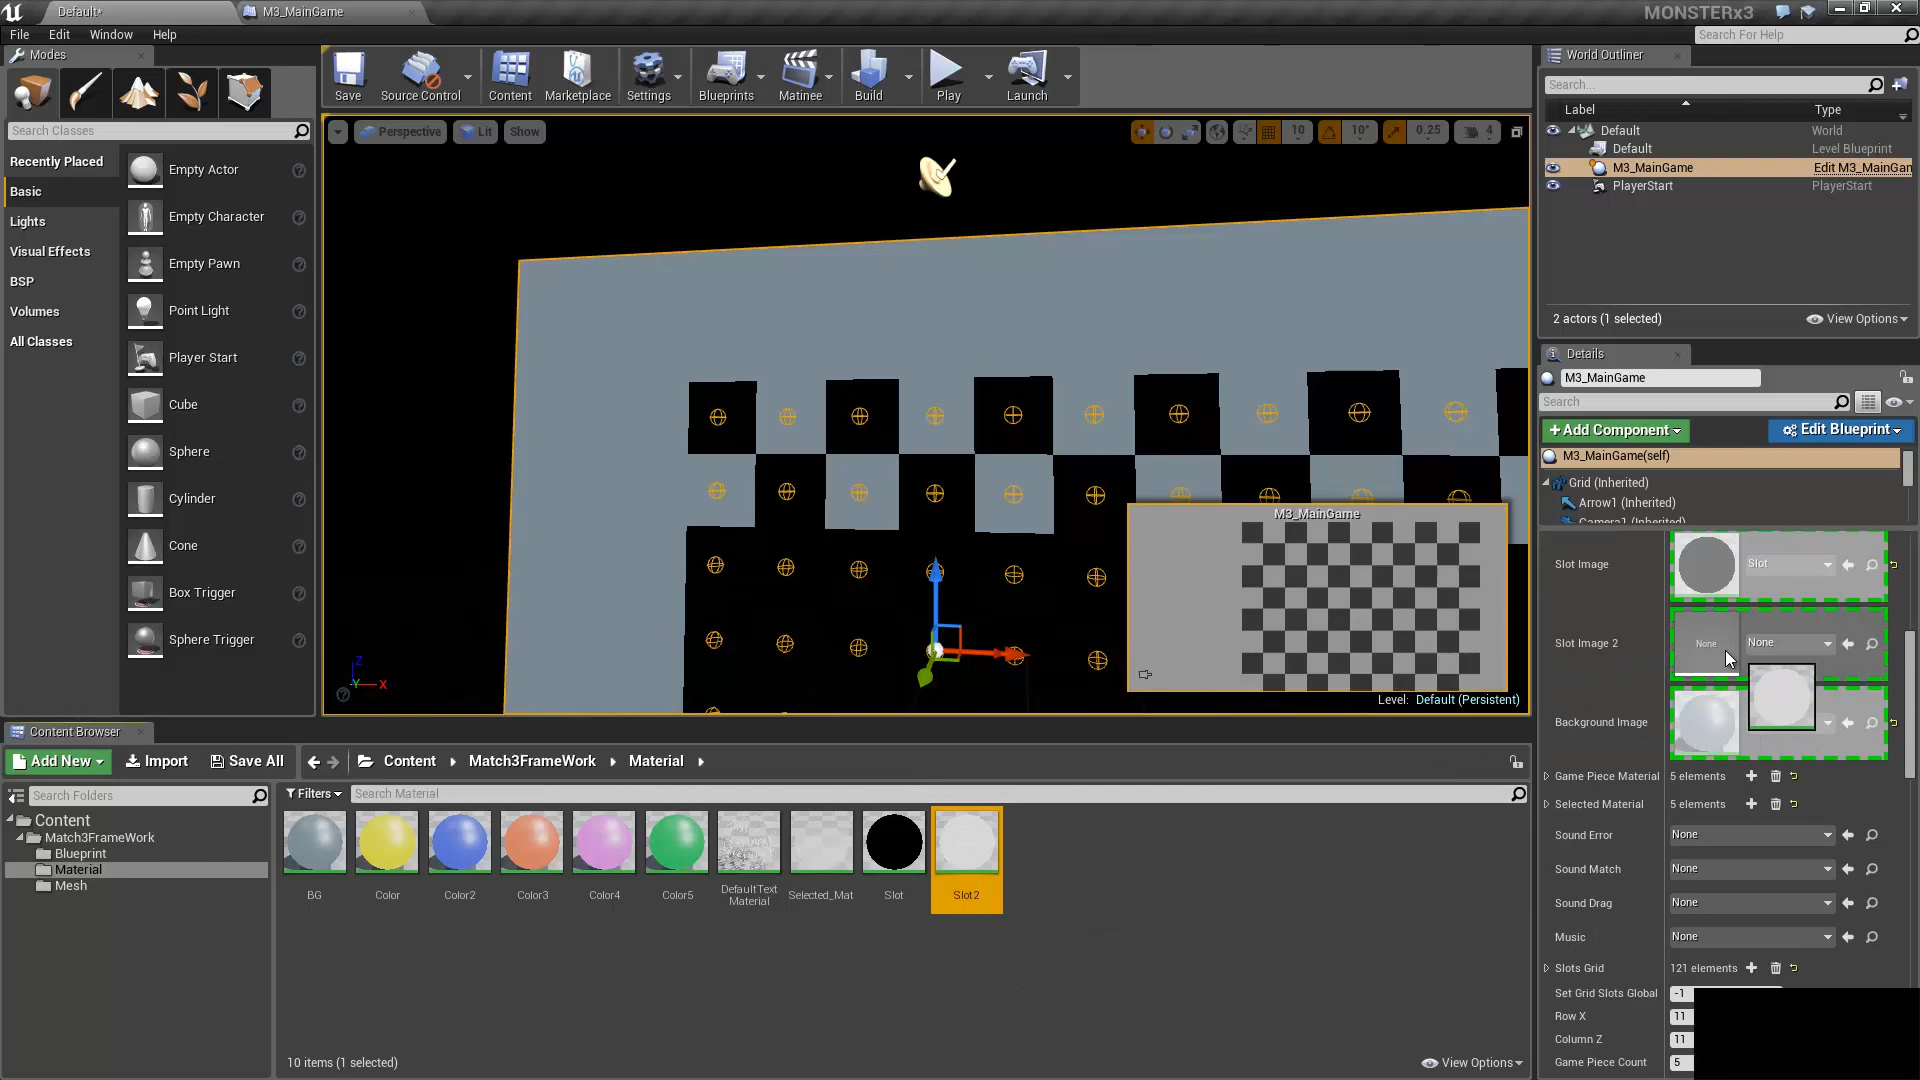 Default*
M3_MainGame
MONSTERx3
File
Edit
Window
Help
Search For Help
Modes
Search Classes
Recently Placed
Basic
Lights
Visual Effects
BSP
Volumes
All Classes
Empty Actor
Empty Character
Empty Pawn
Point Light
Player Start
Cube
Sphere
Cylinder
Cone
Box Trigger
Sphere Trigger
Save
Source Control
Content
Marketplace
Settings
Blueprints
Matinee
Build
Play
Launch
Perspective
Lit
Show
10
10°
0.25
4
Z
Y
X
M3_MainGame
Level: Default (Persistent)
World Outliner
Search...
Label
Type
Default
World
Default
Level Blueprint
M3_MainGame
Edit M3_MainGan
PlayerStart
PlayerStart
2 actors (1 selected)
View Options
Details
M3_MainGame
Search
Add Component
Edit Blueprint
M3_MainGame(self)
Grid (Inherited)
Arrow1 (Inherited)
Camera1 (Inherited)
Slot Image
Slot
Slot Image 2
None
None
Background Image
Game Piece Material
5 elements
Selected Material
5 elements
Sound Error
None
Sound Match
None
Sound Drag
None
Music
None
Slots Grid
121 elements
Set Grid Slots Global
-1
Row X
11
Column Z
11
Game Piece Count
5
Content Browser
Add New
Import
Save All
Content
Match3FrameWork
Material
Search Folders
Filters
Search Material
Content
Match3FrameWork
Blueprint
Material
Mesh
BG
Color
Color2
Color3
Color4
Color5
DefaultText
Material
Selected_Mat
Slot
Slot2
10 items (1 selected)
View Options